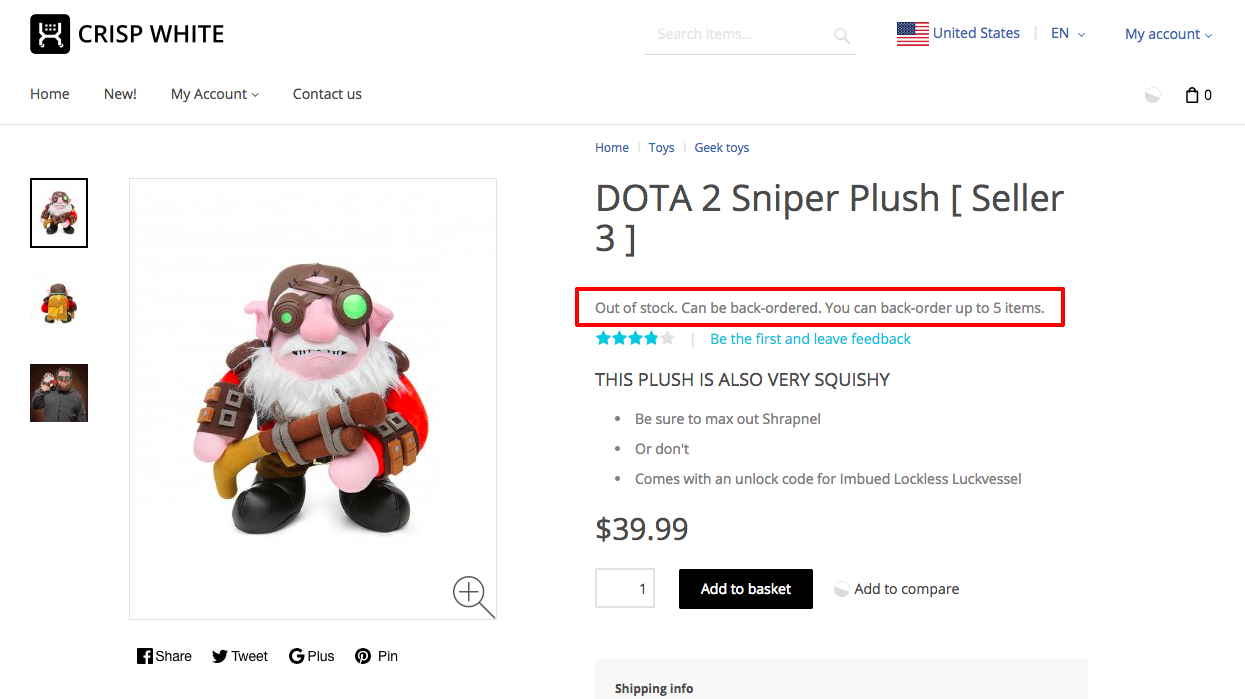 CRISP WHITE
Search items...
United States
EN
My account
Home
New!
My Account
Contact us
0
Home
Toys
Geek toys
DOTA 2 Sniper Plush [ Seller
3 ]
Out of stock. Can be back-ordered. You can back-order up to 5 items.
Be the first and leave feedback
THIS PLUSH IS ALSO VERY SQUISHY
Be sure to max out Shrapnel
Or don't
Comes with an unlock code for Imbued Lockless Luckvessel
$39.99
1
Add to basket
Add to compare
Share
Tweet
Plus
Pin
Shipping info